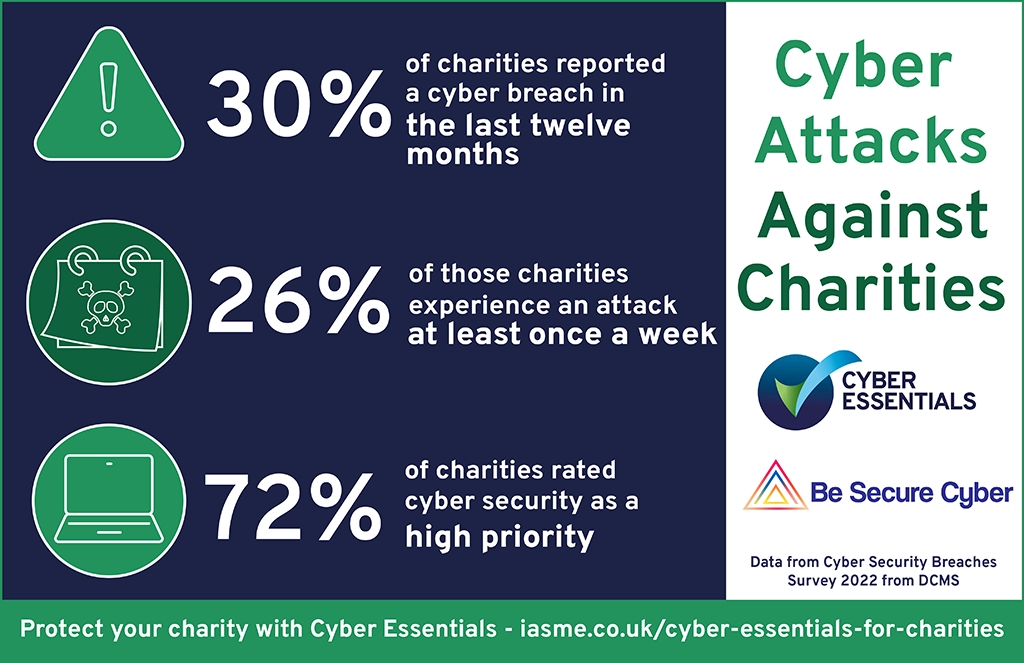 30%
of charities reported
a cyber breach in
the last twelve
months
26%
of those charities
experience an attack
at least once a week
72%
of charities rated
cyber security as a
high priority
Cyber
Attacks
Against
Charities
CYBER
ESSENTIALS
Be Secure Cyber
Data from Cyber Security Breaches
Survey 2022 from DCMS
Protect your charity with Cyber Essentials - iasme.co.uk/cyber-essentials-for-charities